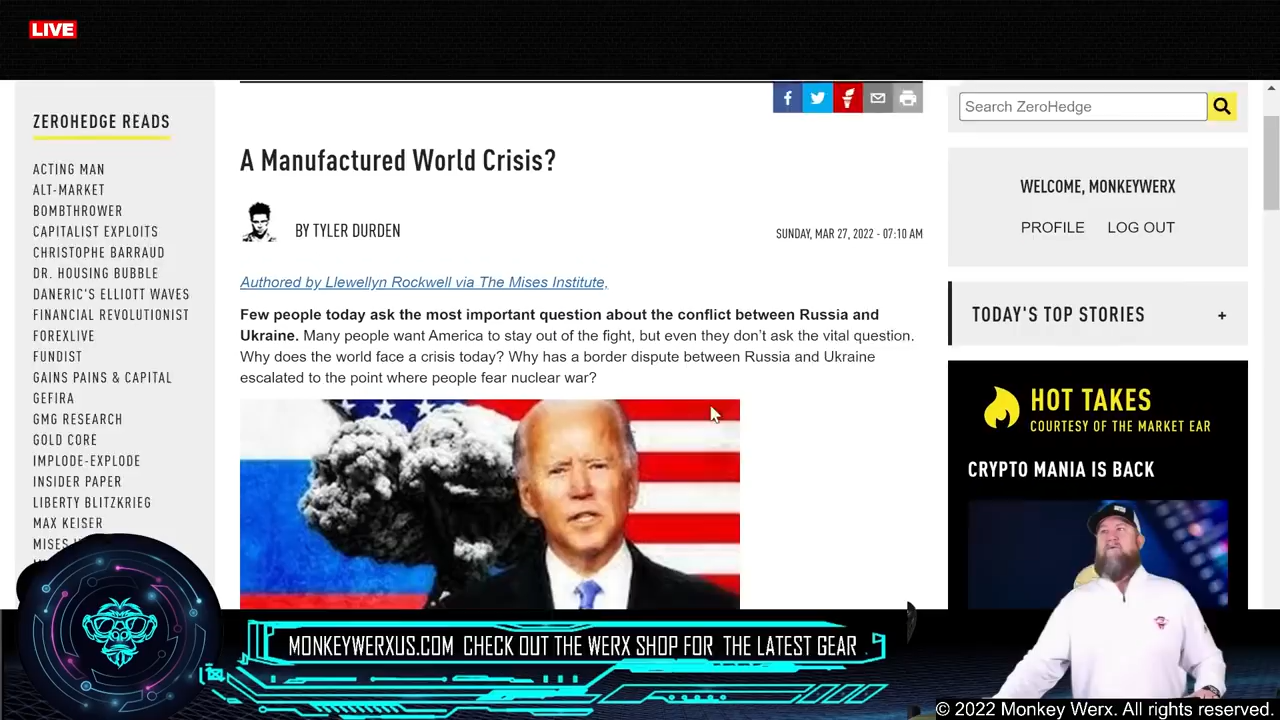 LIVE
ZEROHEDGE READS
ACTING MAN
ALT-MARKET
BOMBTHROWER
CAPITALIST EXPLOITS
CHRISTOPHE BARRAUD
DR. HOUSING BUBBLE
DANERIC'S ELLIOTT WAVES
FINANCIAL REVOLUTIONIST
FOREXLIVE
FUNDIST
GAINS PAINS & CAPITAL
GEFIRA
GMG RESEARCH
GOLD CORE
IMPLODE-EXPLODE
INSIDER PAPER
LIBERTY BLITZKRIEG
MAX KEISER
A Manufactured World Crisis?
BY TYLER DURDEN
SUNDAY, MAR 27, 2022 - 07:10 AM
Authored by Llewellyn Rockwell via The Mises Institute,
Few people today ask the most important question about the conflict between Russia and
Ukraine. Many people want America to stay out of the fight, but even they don't ask the vital question.
Why does the world face a crisis today? Why has a border dispute between Russia and Ukraine
escalated to the point where people fear nuclear war?
Search ZeroHedge
WELCOME, MONKEYWERX
PROFILE LOG OUT
TODAY'S TOP STORIES +
HOT TAKES
COURTESY OF THE MARKET EAR
CRYPTO MANIA IS BACK
MONKEYWERXUS.COM CHECK OUT THE WERX SHOP FOR THE LATEST GEAR
© 2022 Monkey Werx. All rights reserved.